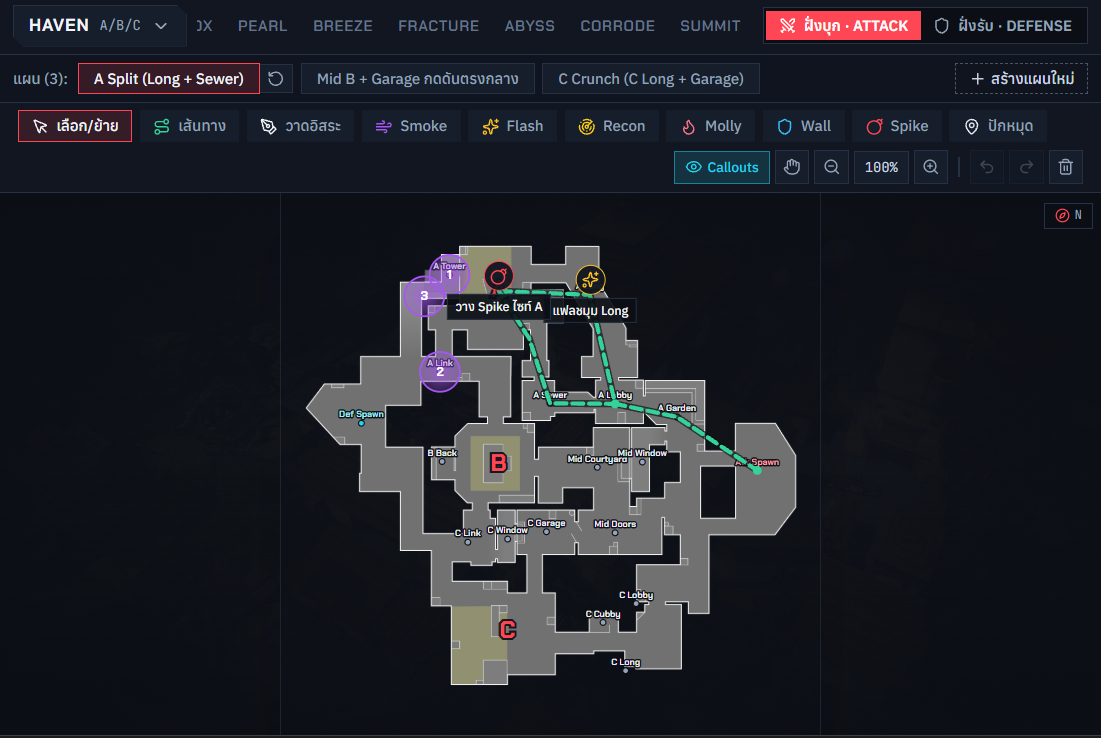 HAVEN A/B/C
PEARL BREEZE FRACTURE ABYSS CORRODE SUMMIT
ฝั่งบุก · ATTACK ฝั่งรับ · DEFENSE
แผน (3): A Split (Long + Sewer) Mid B + Garage กดดันตรงกลาง C Crunch (C Long + Garage) + สร้างแผนใหม่
เลือก/ย้าย เส้นทาง วาดอิสระ Smoke Flash Recon Molly Wall Spike ปักหมุด
Callouts 100%
N
A Tower
1
3
วาง Spike ไซท์ A แฟลชมุม Long
A Link
2
A Sewer A Lobby
A Garden
Def Spawn
B Back B Mid Courtyard Mid Window
Spawn
C Link C Window C Garage Mid Doors
C Lobby
C Cubby
C
C Long